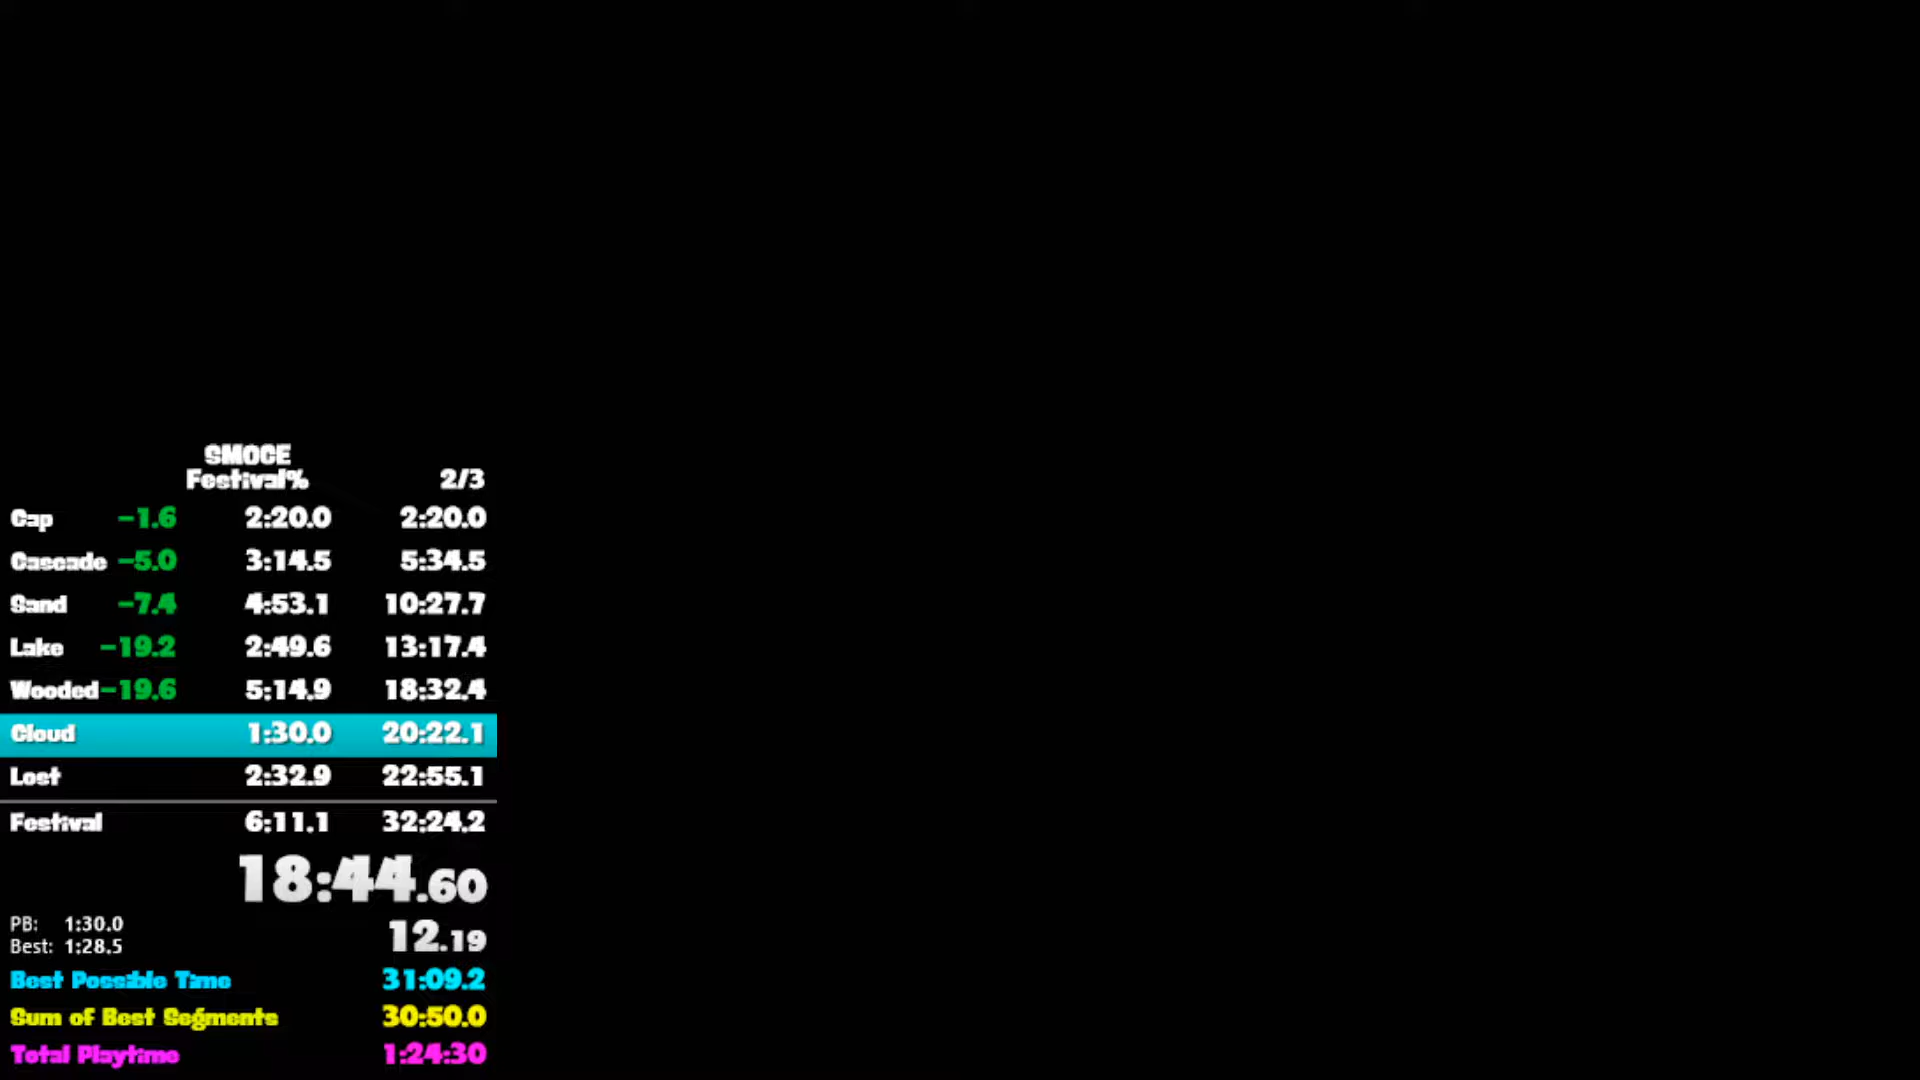 SMOCE
Festival% 2/3
Cap -1.6 2:20.0 2:20.0
Cascade -5.0 3:14.5 5:34.5
Sand -7.4 4:53.1 10:27.7
Lake -19.2 2:49.6 13:17.4
Wooded -19.6 5:14.9 18:32.4
Cloud 1:30.0 20:22.1
Lost 2:32.9 22:55.1
Festival 6:11.1 32:24.2
18:44.60
PB: 1:30.0
12.19
Best: 1:28.5
Best Possible Time 31:09.2
Sum of Best Segments 30:50.0
Total Playtime 1:24:30